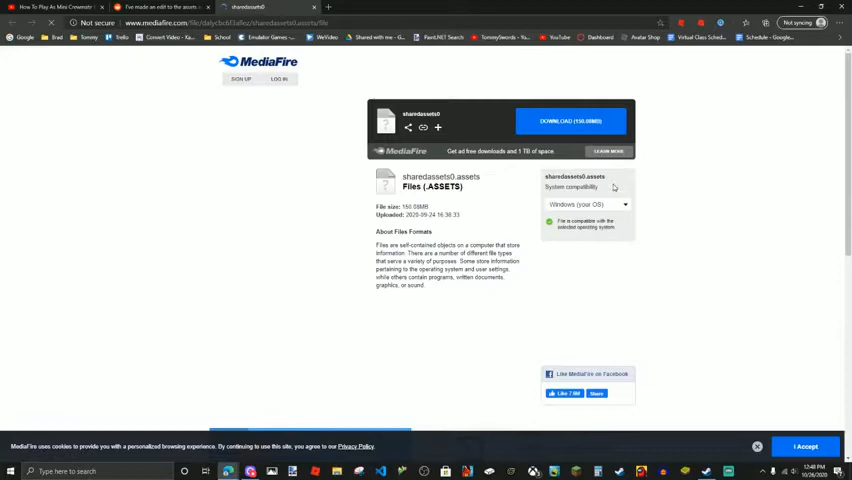 How To Play As Mini Crewmate
I've made an edit to the assets
sharedassets0
Not secure
www.mediafire.com/file/daiycbc6f3al6ez/sharedassets0.assets/file
Not syncing
Google
Brad
Tommy
Trello
Convert Video - Ka...
School
Emulator Games -...
WeVideo
Shared with me - G...
Paint.NET Search
TommySwords - Yo...
YouTube
Dashboard
Avatar Shop
Virtual Class Sched...
Schedule - Google...
MediaFire
SIGN UP
LOG IN
sharedassets0
DOWNLOAD (150.08MB)
MediaFire
Get ad free downloads and 1 TB of space.
LEARN MORE
sharedassets0.assets
Files (.ASSETS)
File size: 150.08MB
Uploaded: 2020-09-24 16:38:33
About Files Formats
Files are self-contained objects on a computer that store
information. There are a number of different file types
that serve a variety of purposes. Some store information
pertaining to the operating system and user settings,
while others contain programs, written documents,
graphics, or sound.
sharedassets0.assets
System compatibility
Windows (your OS)
File is compatible with the
selected operating system.
Like MediaFire on Facebook
Like 7.6M
Share
MediaFire uses cookies to provide you with a personalized browsing experience. By continuing to use this site, you agree to our Privacy Policy.
I Accept
Type here to search
12:48 PM
10/26/2020